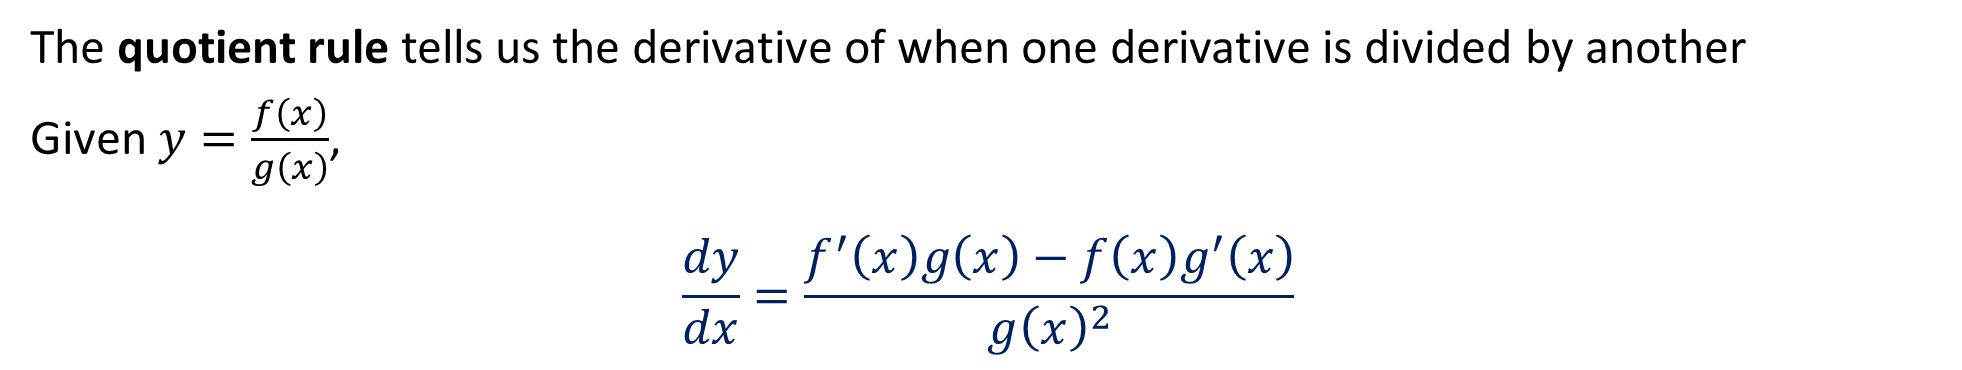 The quotient rule tells us the derivative of when one derivative is divided by another
Given y = f(x)/g(x),
dy/dx = f′(x)g(x) − f(x)g′(x)/g(x)²